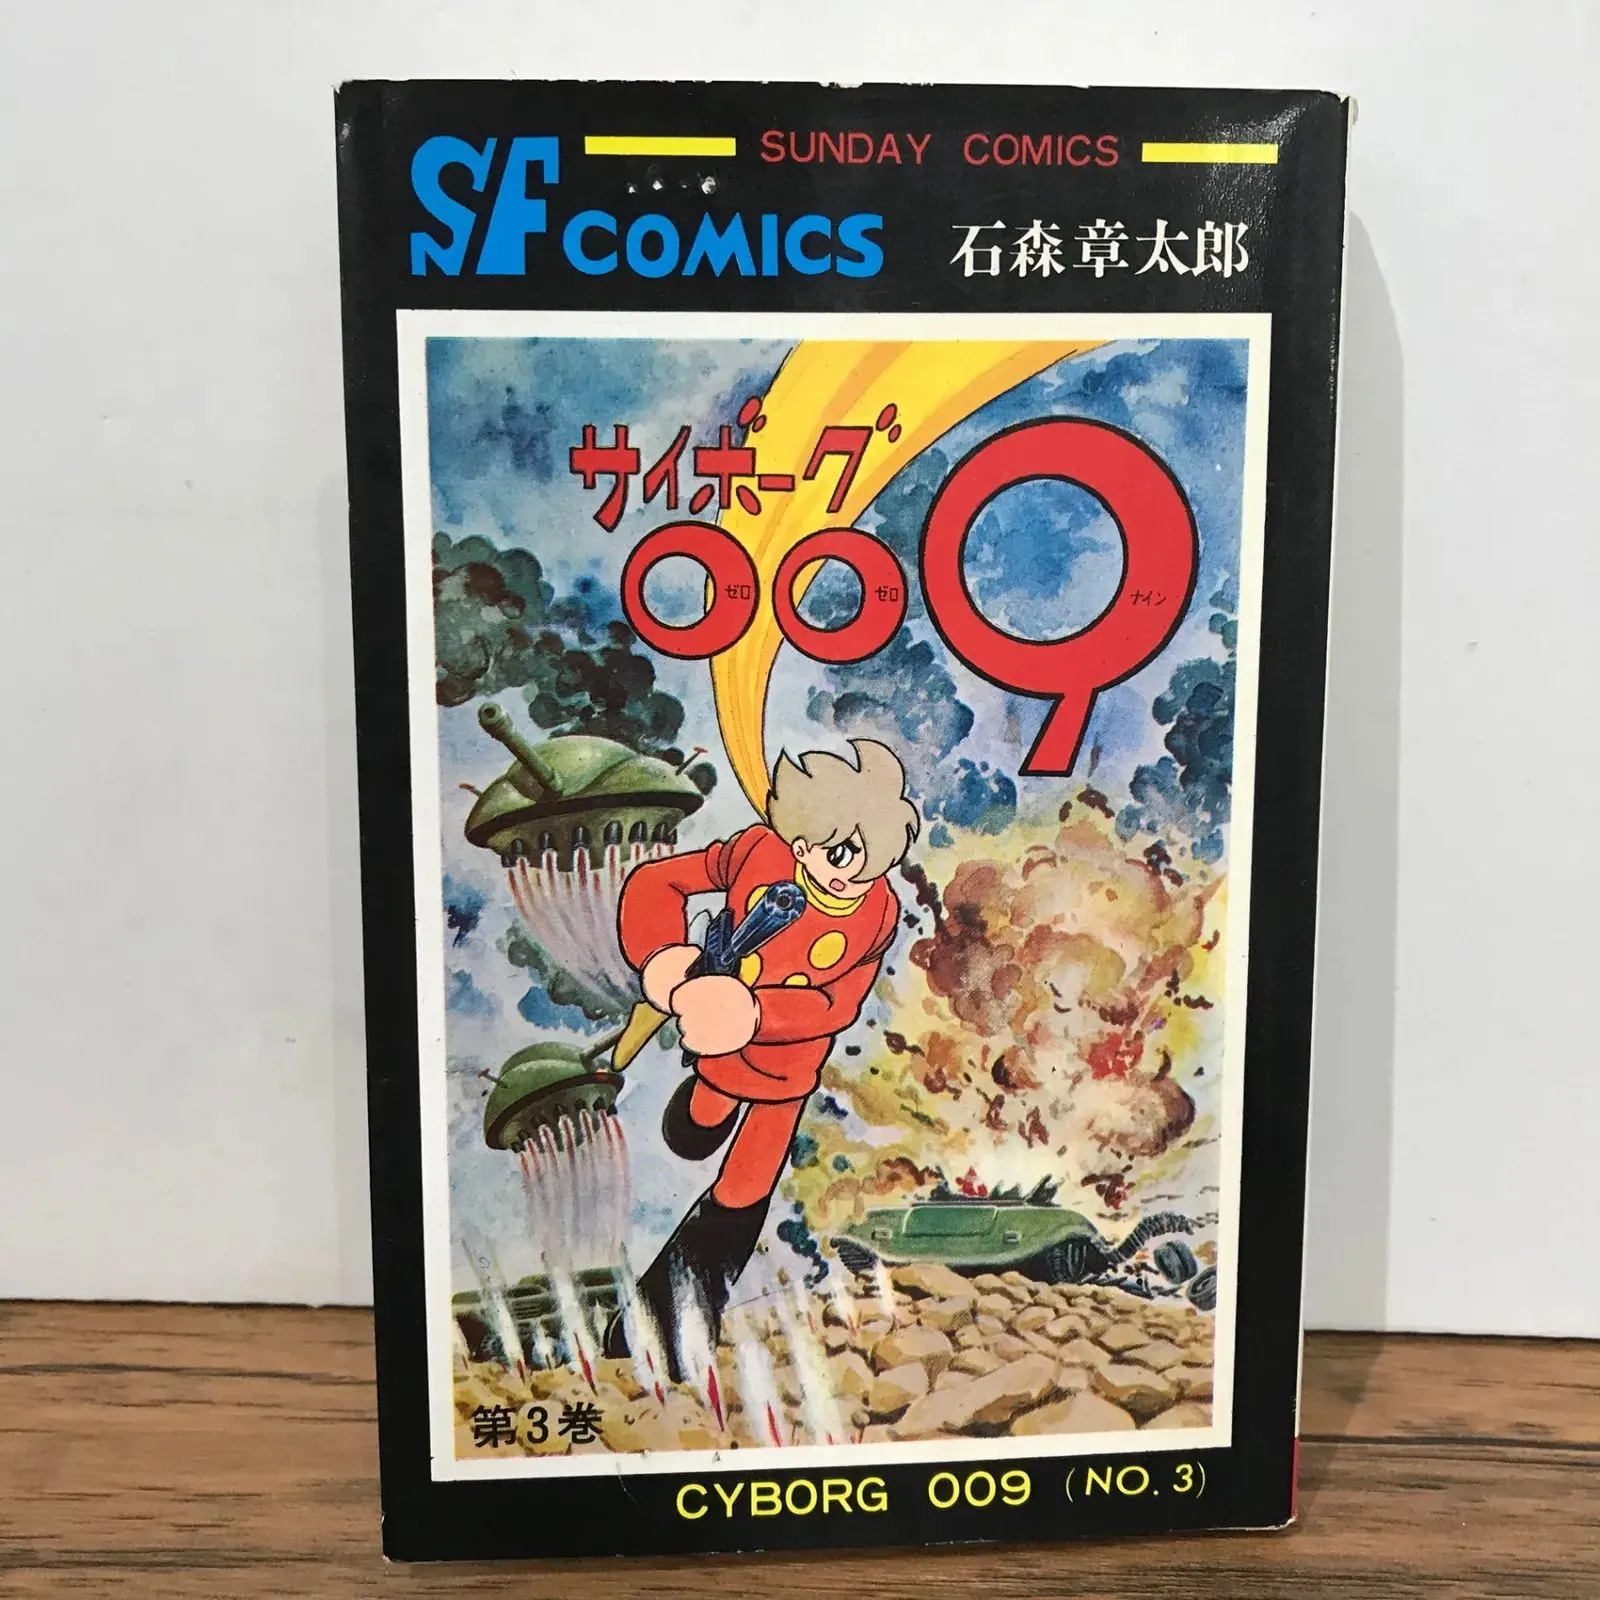 SUNDAY COMICS
SF COMICS
石森章太郎
サイボーグ
009
ゼロ ゼロ ナイン
第3巻
CYBORG 009 (NO. 3)